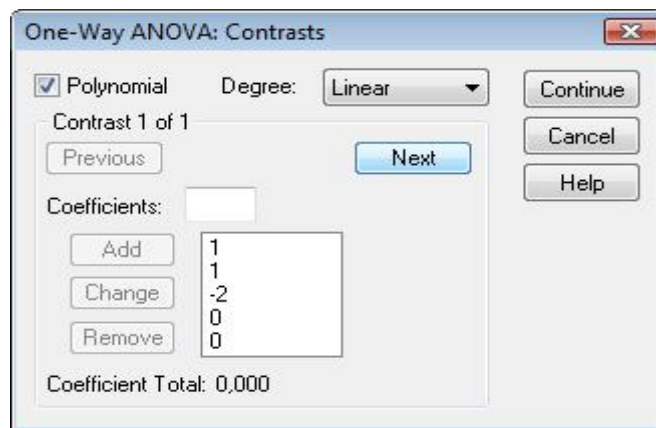 One-Way ANOVA: Contrasts
Polynomial Degree: Linear Continue
Contrast 1 of 1
Cancel
Previous Next
Help
Coefficients:
Add
Change
Remove
1
1
-2
0
0
Coefficient Total: 0,000